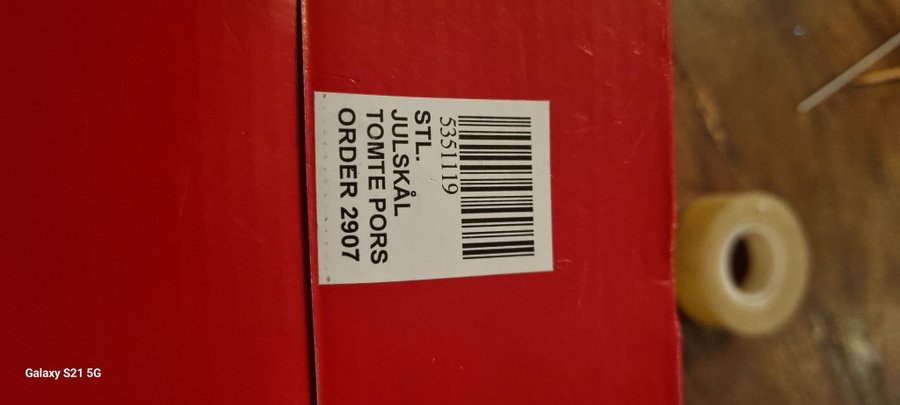 5351119
STL.
JULSKÅL
TOMTE PORS
ORDER 2907
Galaxy S21 5G